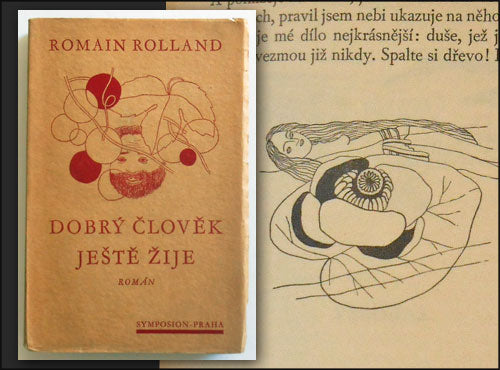 ROMAIN ROLLAND
DOBRÝ ČLOVĚK
JEŠTĚ ŽIJE
ROMÁN
SYMPOSION-PRAHA
ch, pravil jsem nebi ukazuje na něho
je mé dílo nejkrásnější: duše, jež j
vezmou již nikdy. Spalte si dřevo!